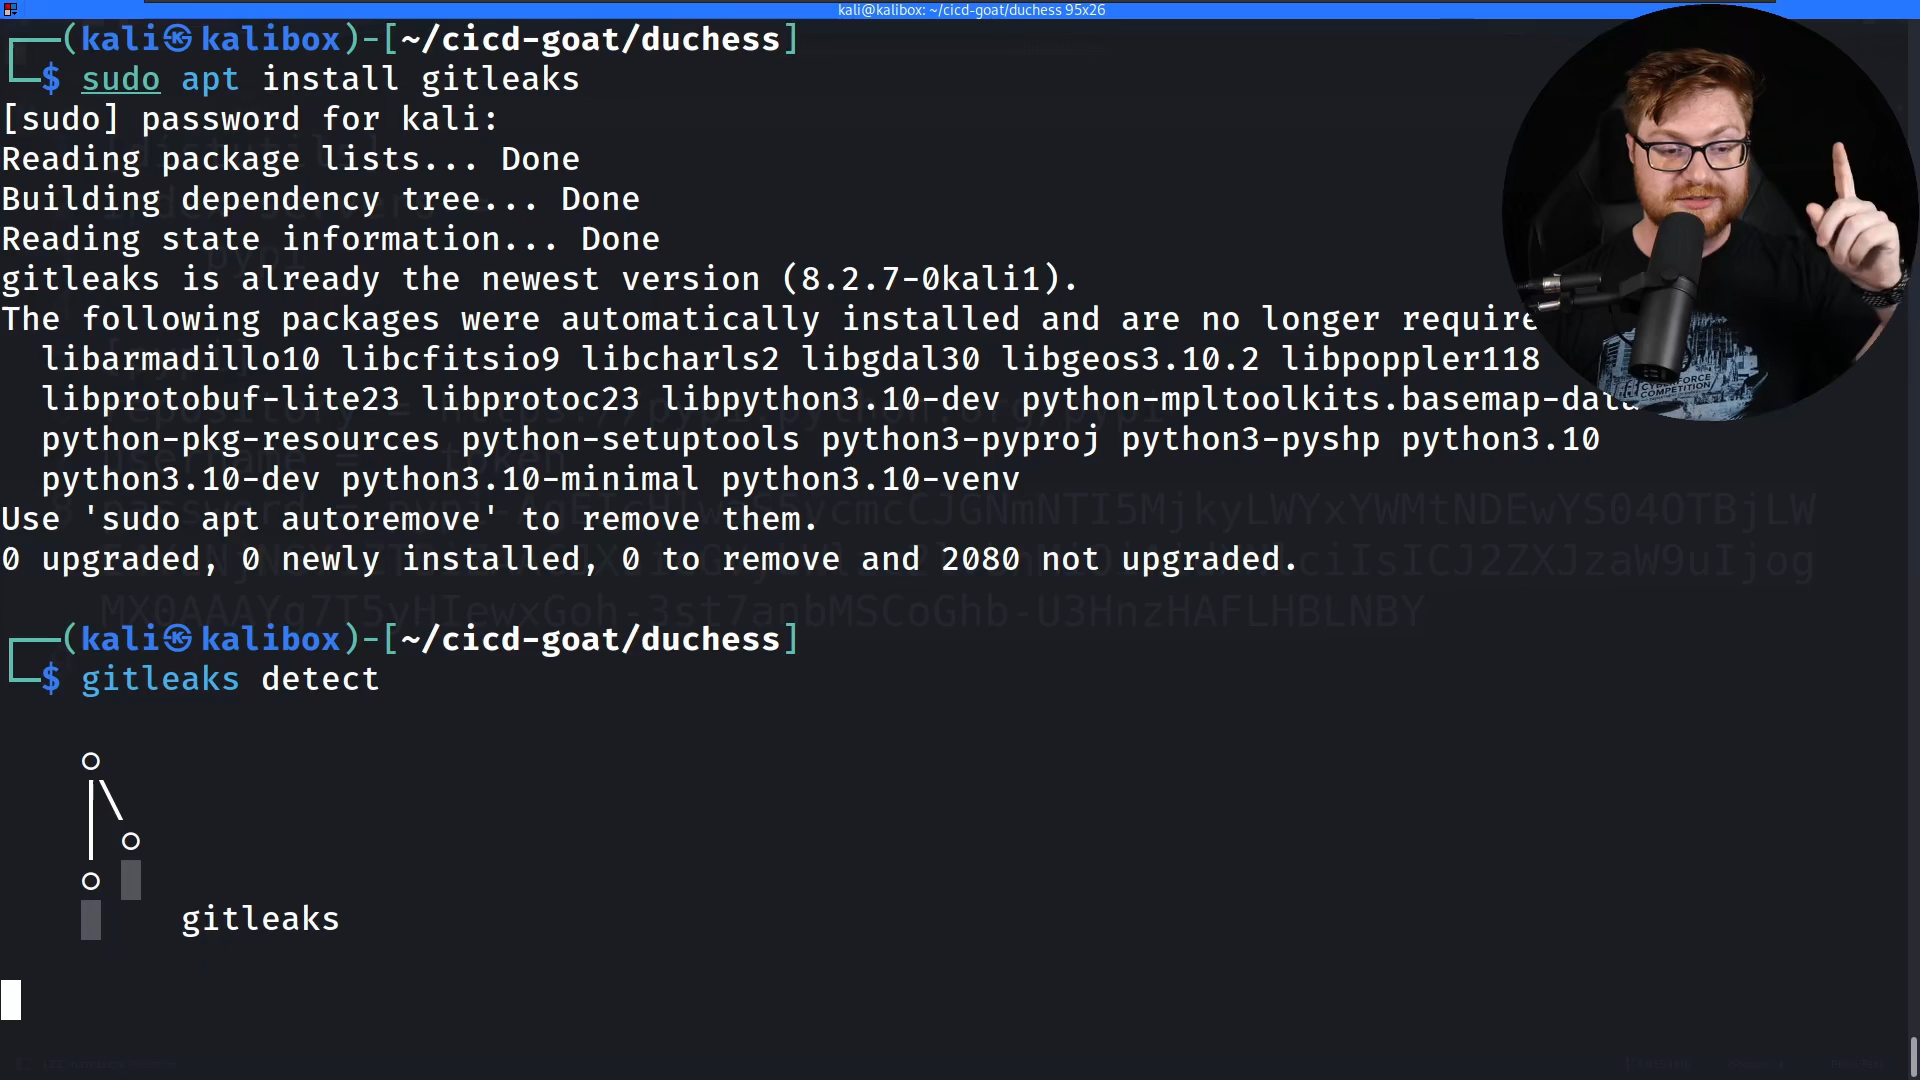 kali@kalibox: ~/cicd-goat/duchess 95x26
(kali㉿kalibox)-[~/cicd-goat/duchess]
$ sudo apt install gitleaks
[sudo] password for kali:
Reading package lists... Done
Building dependency tree... Done
Reading state information... Done
gitleaks is already the newest version (8.2.7-0kali1).
The following packages were automatically installed and are no longer require
libarmadillo10 libcfitsio9 libcharls2 libgdal30 libgeos3.10.2 libpoppler118
libprotobuf-lite23 libprotoc23 libpython3.10-dev python-mpltoolkits.basemap-data
python-pkg-resources python-setuptools python3-pyproj python3-pyshp python3.10
python3.10-dev python3.10-minimal python3.10-venv
Use 'sudo apt autoremove' to remove them.
0 upgraded, 0 newly installed, 0 to remove and 2080 not upgraded.
(kali㉿kalibox)-[~/cicd-goat/duchess]
$ gitleaks detect
gitleaks
CYBERFORCE
COMPETITION